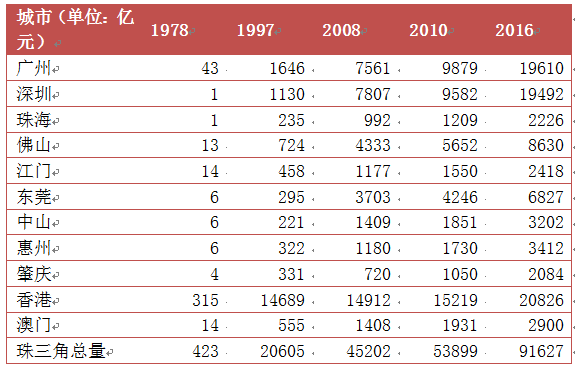 城市（单位：亿元） 1978 1997 2008 2010 2016
广州 43 1646 7561 9879 19610
深圳 1 1130 7807 9582 19492
珠海 1 235 992 1209 2226
佛山 13 724 4333 5652 8630
江门 14 458 1177 1550 2418
东莞 6 295 3703 4246 6827
中山 6 221 1409 1851 3202
惠州 6 322 1180 1730 3412
肇庆 4 331 720 1050 2084
香港 315 14689 14912 15219 20826
澳门 14 555 1408 1931 2900
珠三角总量 423 20605 45202 53899 91627